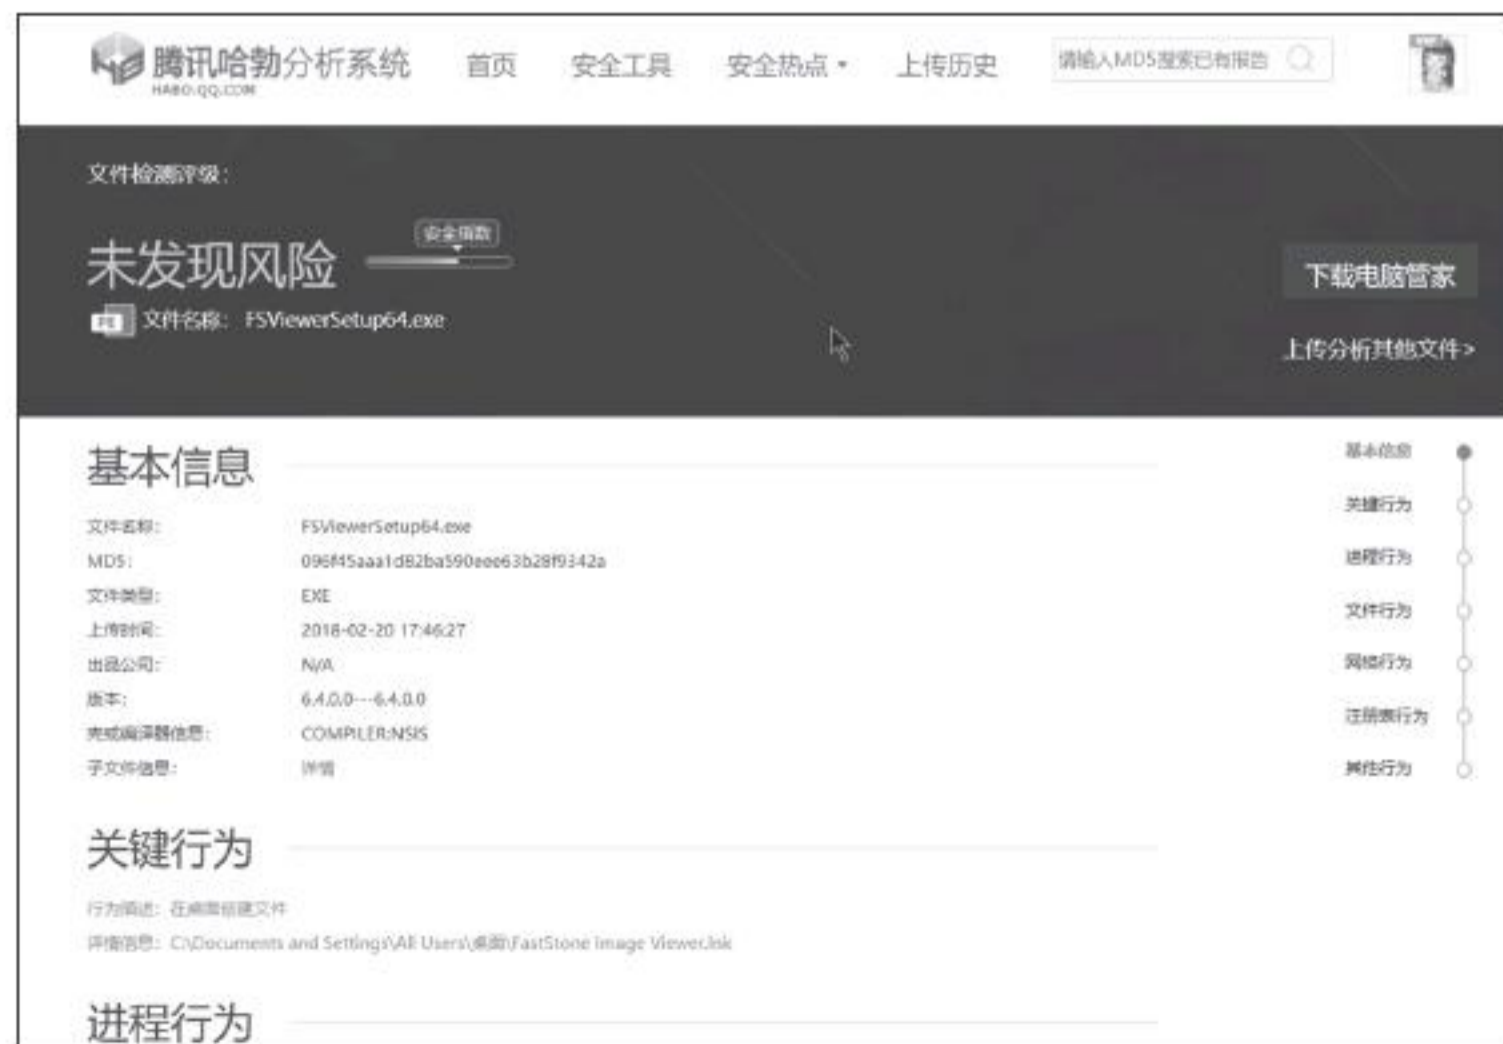 腾讯哈勃分析系统
HABO.QQ.COM
首页
安全工具
安全热点
上传历史
请输入MD5搜索已有报告
文件检测评级:
未发现风险
安全指数
下载电脑管家
文件名称: FSViewerSetup64.exe
上传分析其他文件>
基本信息
文件名称: FSViewerSetup64.exe
MD5: 096f45aaa1d82ba590eee63b28f9342a
文件类型: EXE
上传时间: 2018-02-20 17:46:27
出品公司: N/A
版本: 6.4.0.0---6.4.0.0
壳或编译器信息: COMPILER:NSIS
子文件信息: 详情
关键行为
行为描述: 在桌面创建文件
详情信息: C:\Documents and Settings\All Users\桌面\FastStone Image Viewer.lnk
进程行为
基本信息
关键行为
进程行为
文件行为
网络行为
注册表行为
其他行为